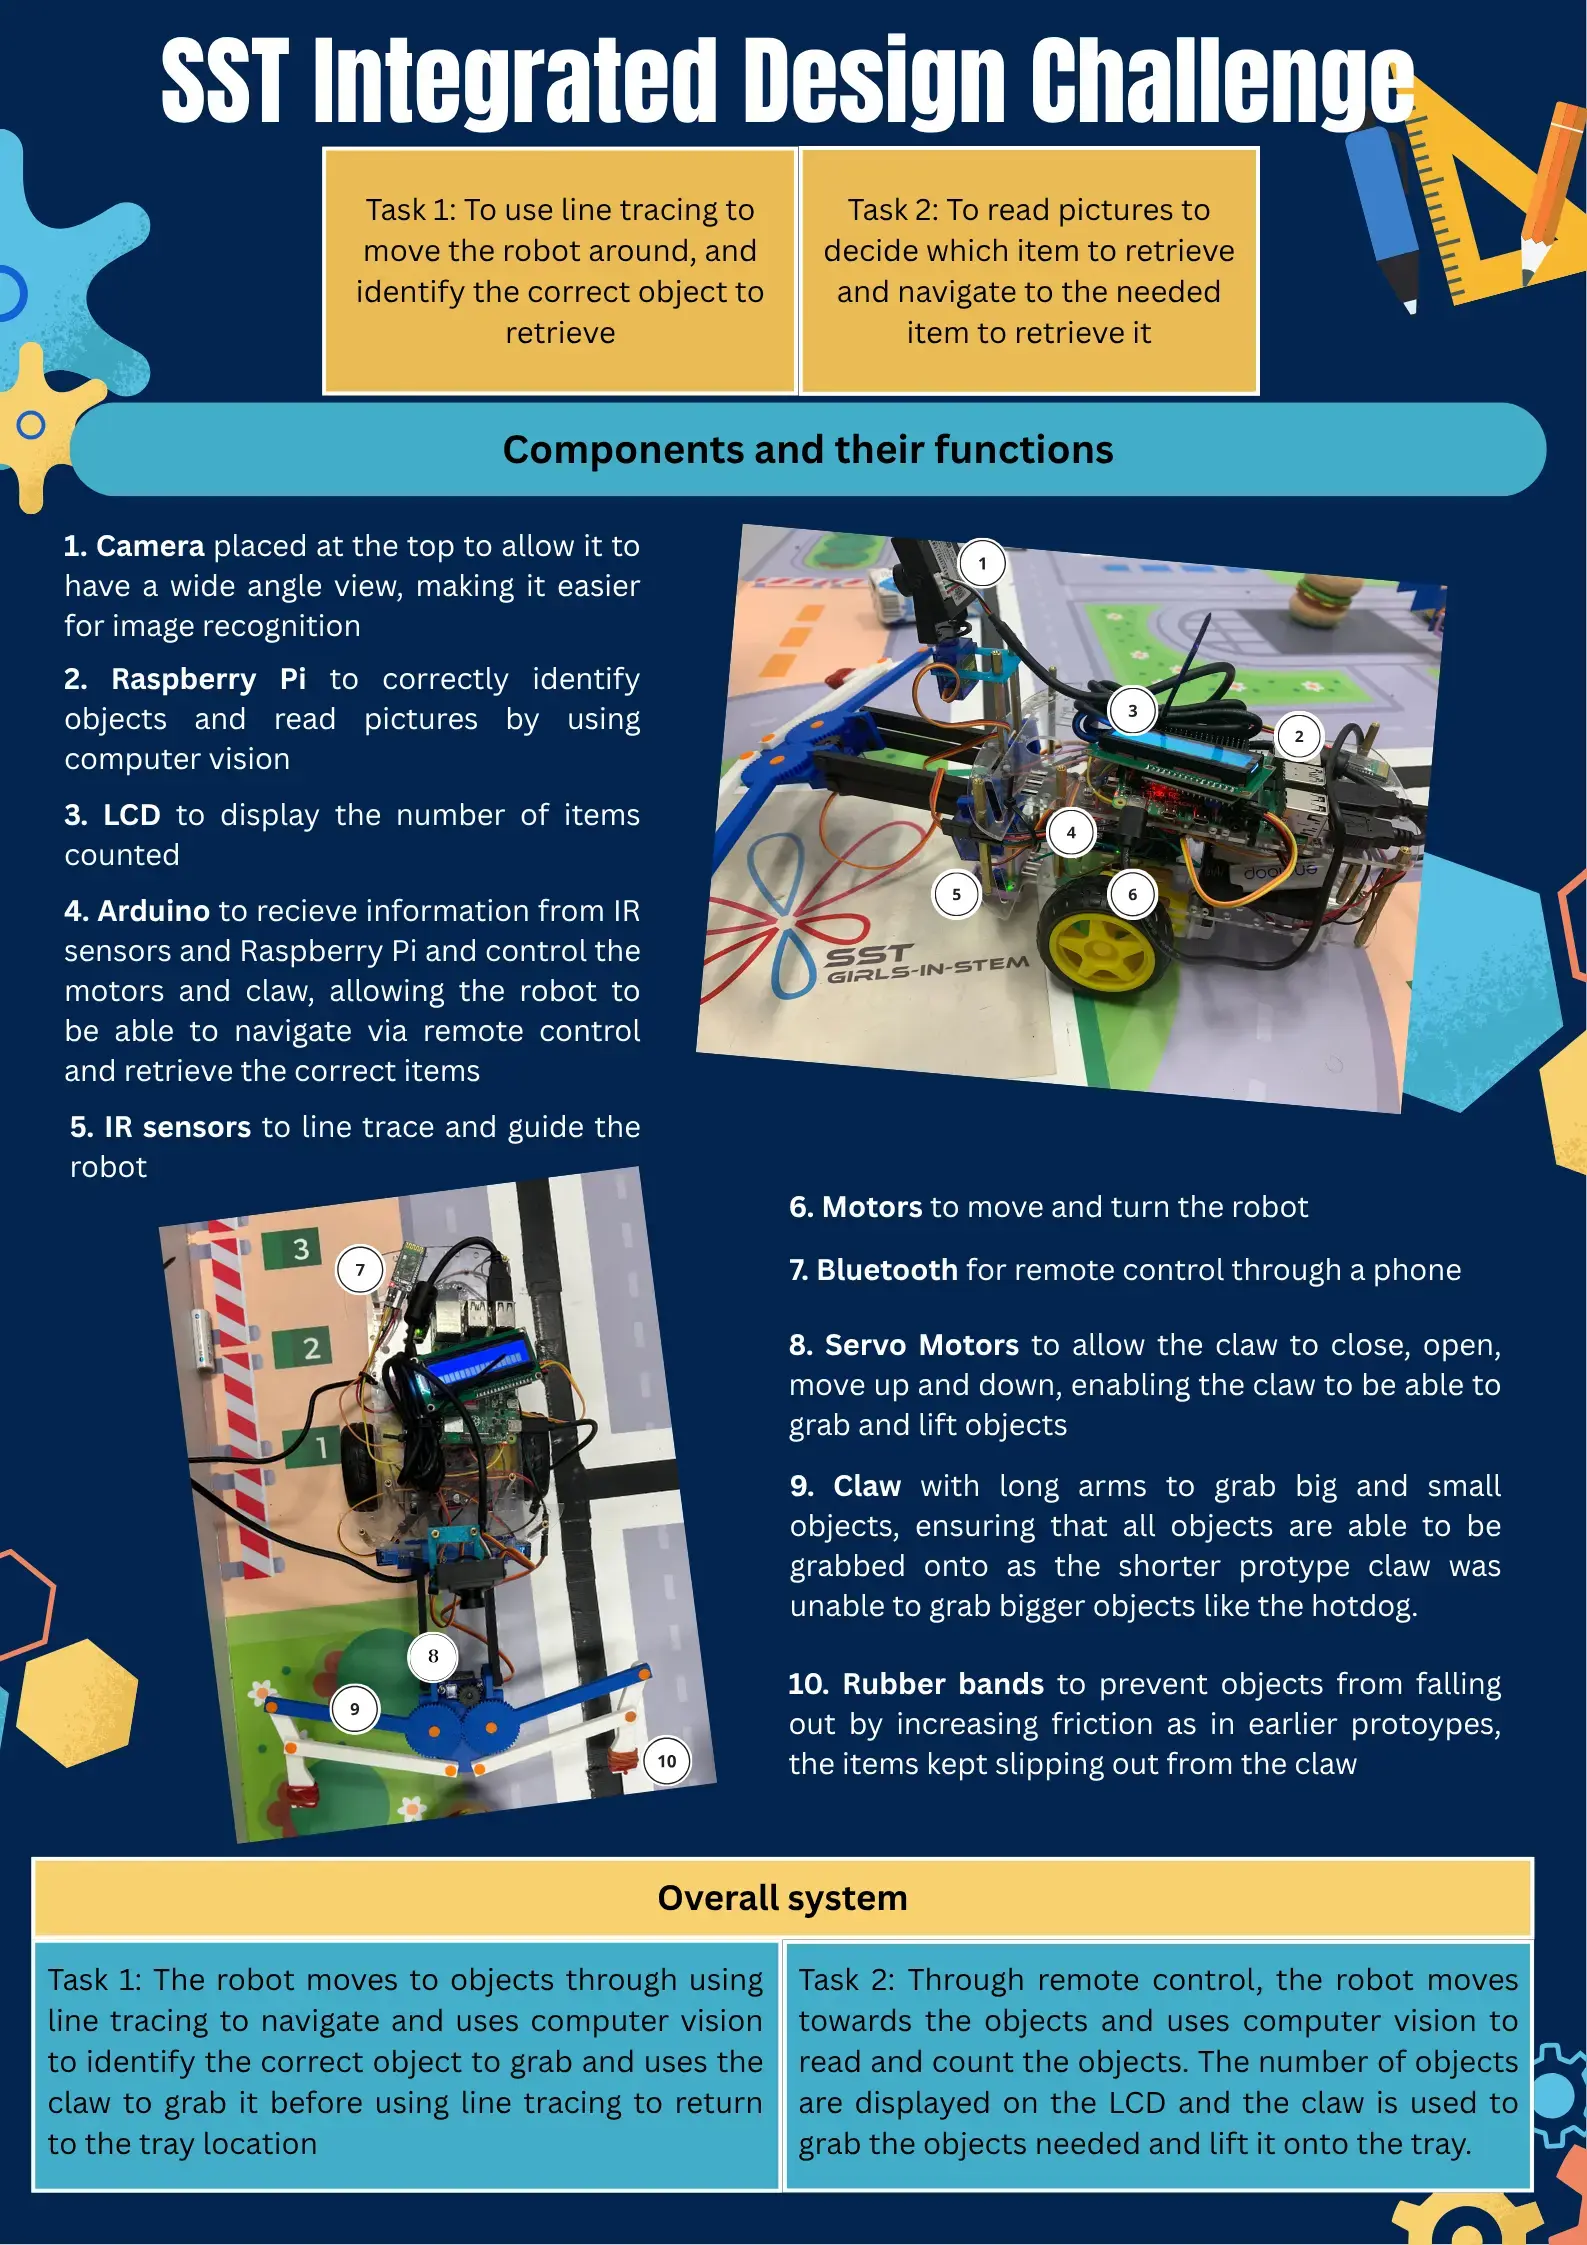 SST Integrated Design Challenge
Task 1: To use line tracing to
move the robot around, and
identify the correct object to
retrieve
Task 2: To read pictures to
decide which item to retrieve
and navigate to the needed
item to retrieve it
Components and their functions
1. Camera placed at the top to allow it to
have a wide angle view, making it easier
for image recognition
2. Raspberry Pi to correctly identify
objects and read pictures by using
computer vision
3. LCD to display the number of items
counted
4. Arduino to recieve information from IR
sensors and Raspberry Pi and control the
motors and claw, allowing the robot to
be able to navigate via remote control
and retrieve the correct items
5. IR sensors to line trace and guide the
robot
1
3
2
4
5
6
SST
GIRLS-IN-STEM
3
7
2
1
8
9
10
6. Motors to move and turn the robot
7. Bluetooth for remote control through a phone
8. Servo Motors to allow the claw to close, open,
move up and down, enabling the claw to be able to
grab and lift objects
9. Claw with long arms to grab big and small
objects, ensuring that all objects are able to be
grabbed onto as the shorter protype claw was
unable to grab bigger objects like the hotdog.
10. Rubber bands to prevent objects from falling
out by increasing friction as in earlier protoypes,
the items kept slipping out from the claw
Overall system
Task 1: The robot moves to objects through using
line tracing to navigate and uses computer vision
to identify the correct object to grab and uses the
claw to grab it before using line tracing to return
to the tray location
Task 2: Through remote control, the robot moves
towards the objects and uses computer vision to
read and count the objects. The number of objects
are displayed on the LCD and the claw is used to
grab the objects needed and lift it onto the tray.